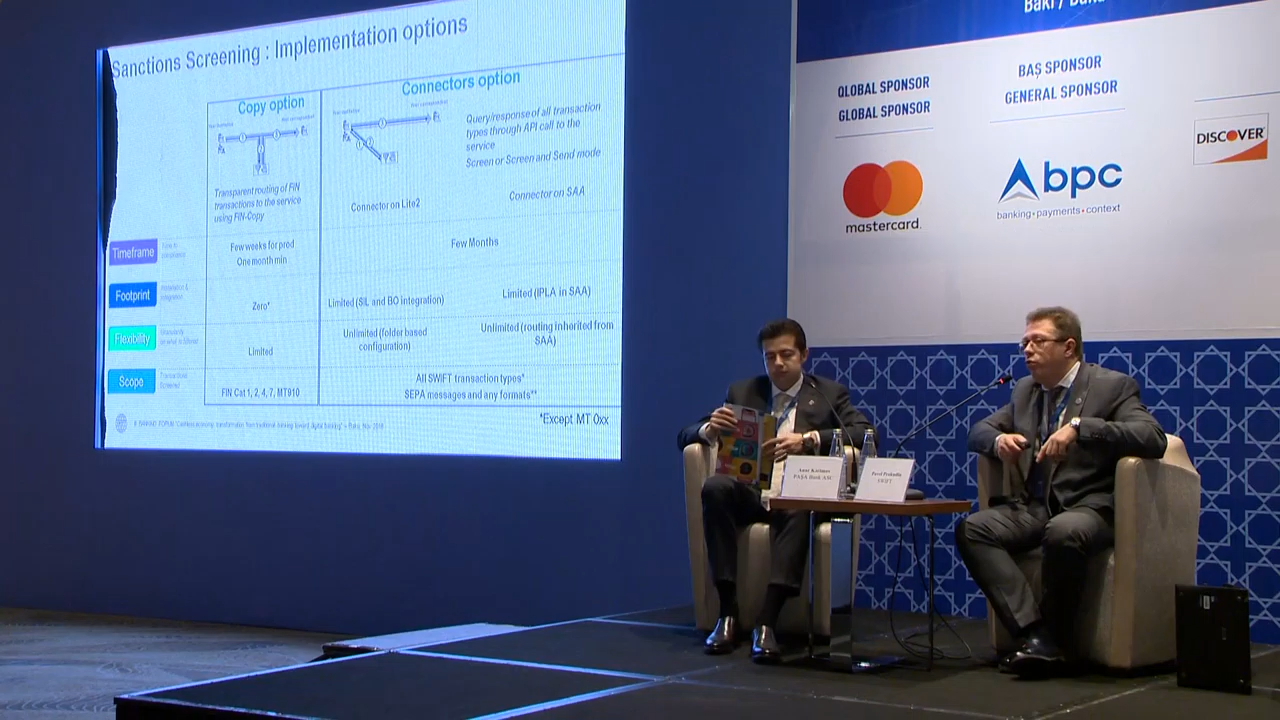 Sanctions Screening : Implementation options
Copy option
Connectors option
Transparent routing of FIN
transactions to the service
using FIN-Copy
Connector on Lite2
Query/response of all transaction
types through API call to the
service
Screen or Screen and Send mode
Connector on SAA
Timeframe
Few weeks for prod
One month min
Few Months
Footprint
Zero*
Limited (SIL and BO integration)
Limited (IPLA in SAA)
Flexibility
Limited
Unlimited (folder based
configuration)
Unlimited (routing inherited from
SAA)
Scope
FIN Cat 1, 2, 4, 7, MT910
All SWIFT transaction types*
SEPA messages and any formats**
*Except MT 0xx
Bakı /
QLOBAL SPONSOR
GLOBAL SPONSOR
mastercard.
BAŞ SPONSOR
GENERAL SPONSOR
bpc
banking•payments•context
DISCOVER
PAŞA Bank ASC
SWIFT